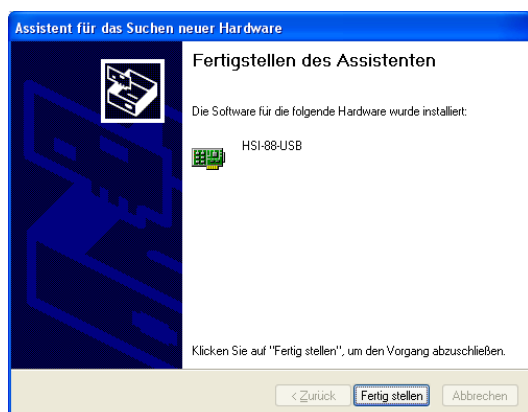 Assistent für das Suchen neuer Hardware
Fertigstellen des Assistenten
Die Software für die folgende Hardware wurde installiert:
HSI-88-USB
Klicken Sie auf "Fertig stellen", um den Vorgang abzuschließen.
< Zurück Fertig stellen Abbrechen